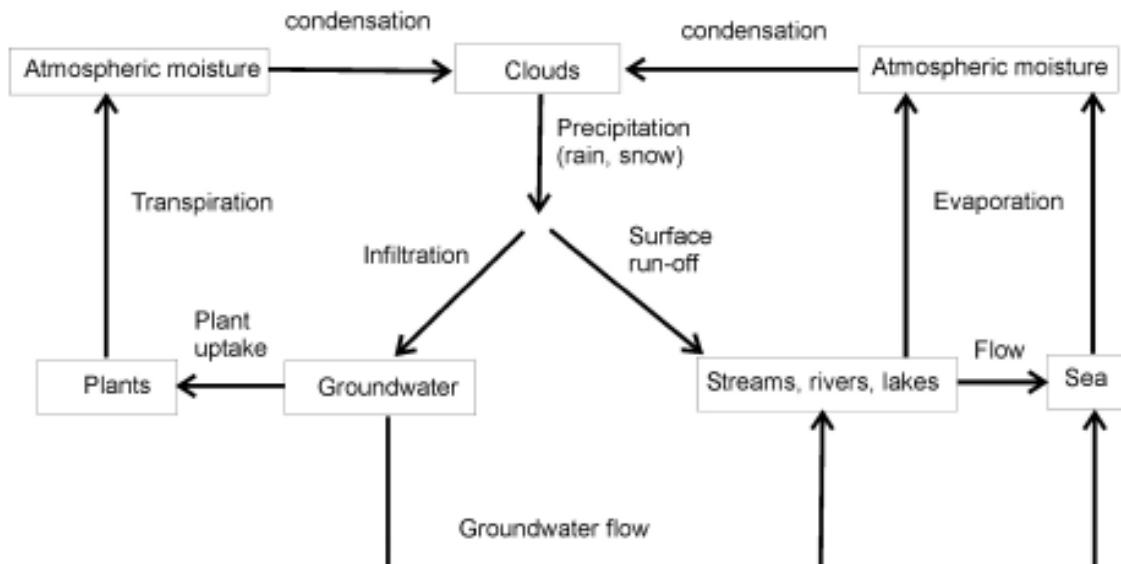 condensation
condensation
Atmospheric moisture
Clouds
Atmospheric moisture
Precipitation
(rain, snow)
Transpiration
Evaporation
Infiltration
Surface
run-off
Plant
uptake
Flow
Plants
Groundwater
Streams, rivers, lakes
Sea
Groundwater flow